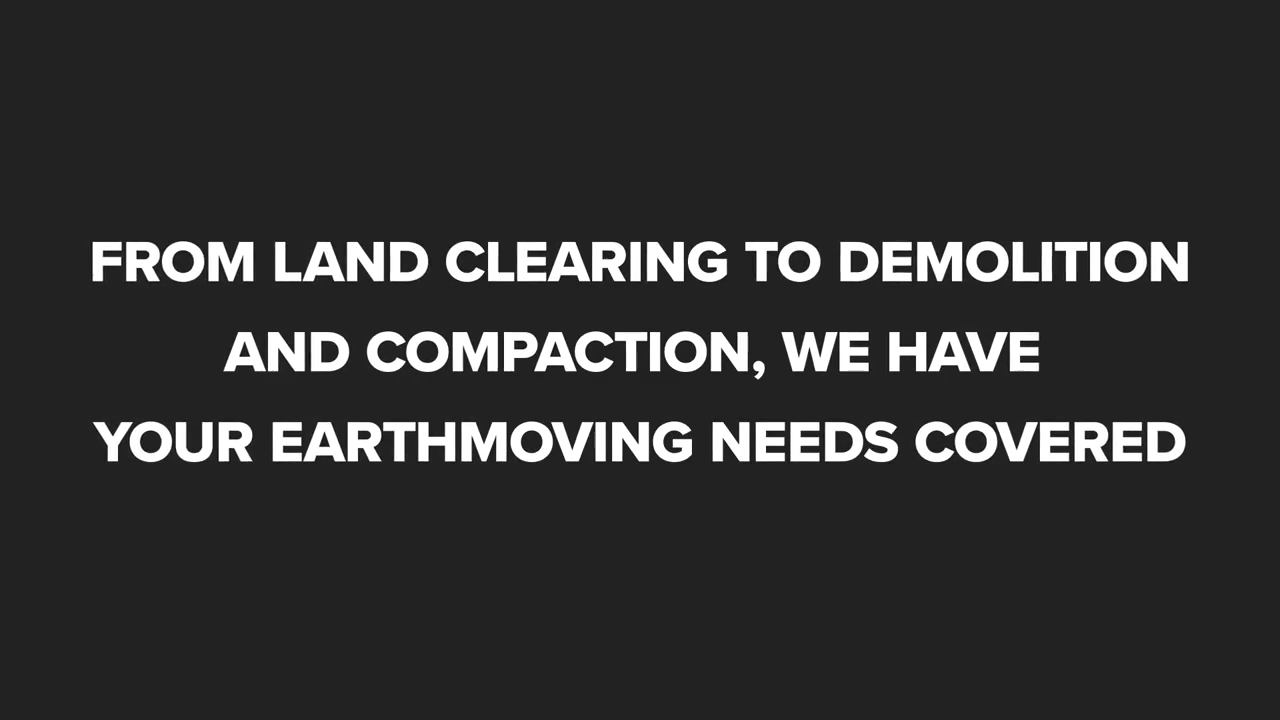 FROM LAND CLEARING TO DEMOLITION
AND COMPACTION, WE HAVE
YOUR EARTHMOVING NEEDS COVERED